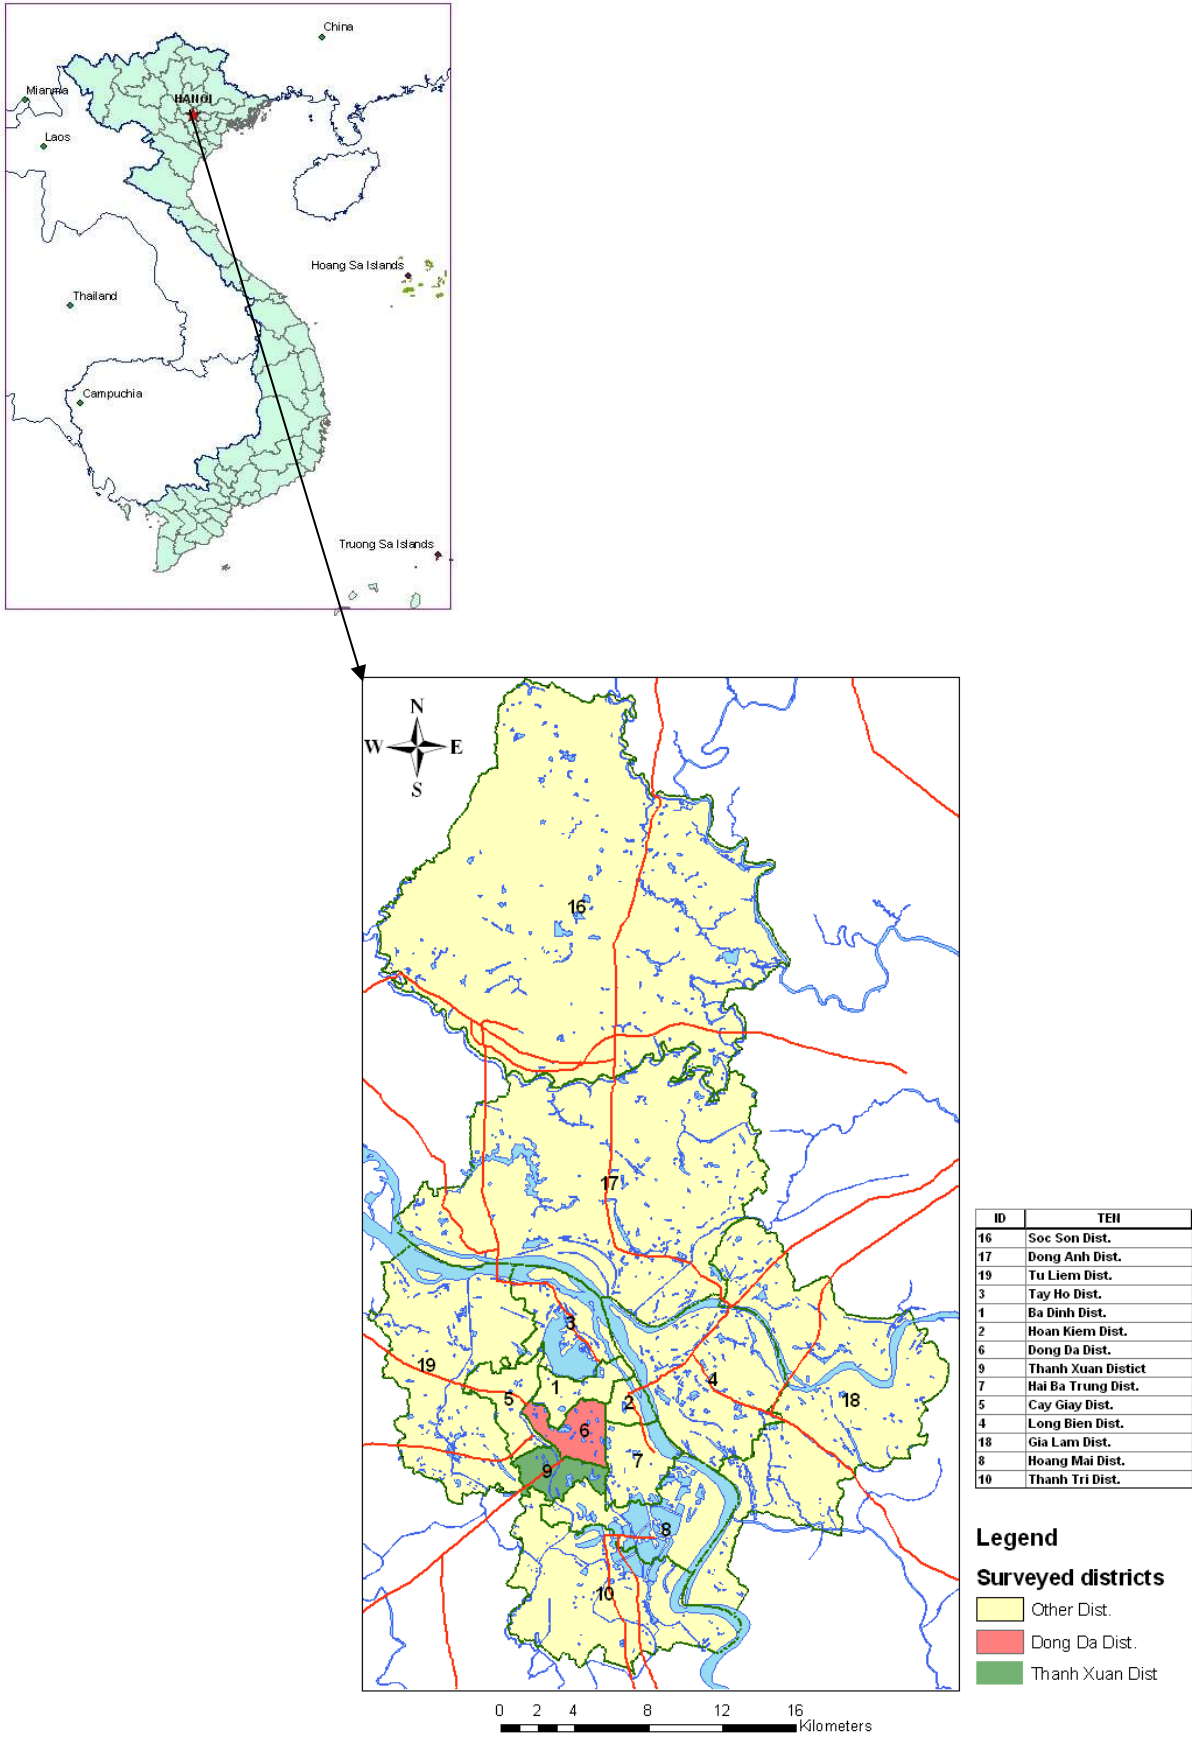 China
Mianma
HANOI
Laos
Hoang Sa Islands
Thailand
Campuchia
Truong Sa Islands
N
W E
S
16
17
3
19
1
5
2
4
18
6
7
9
8
10
ID TEN
16 Soc Son Dist.
17 Dong Anh Dist.
19 Tu Liem Dist.
3 Tay Ho Dist.
1 Ba Dinh Dist.
2 Hoan Kiem Dist.
6 Dong Da Dist.
9 Thanh Xuan Distict
7 Hai Ba Trung Dist.
5 Cay Giay Dist.
4 Long Bien Dist.
18 Gia Lam Dist.
8 Hoang Mai Dist.
10 Thanh Tri Dist.
Legend
Surveyed districts
Other Dist.
Dong Da Dist.
Thanh Xuan Dist
0 2 4 8 12 16
Kilometers